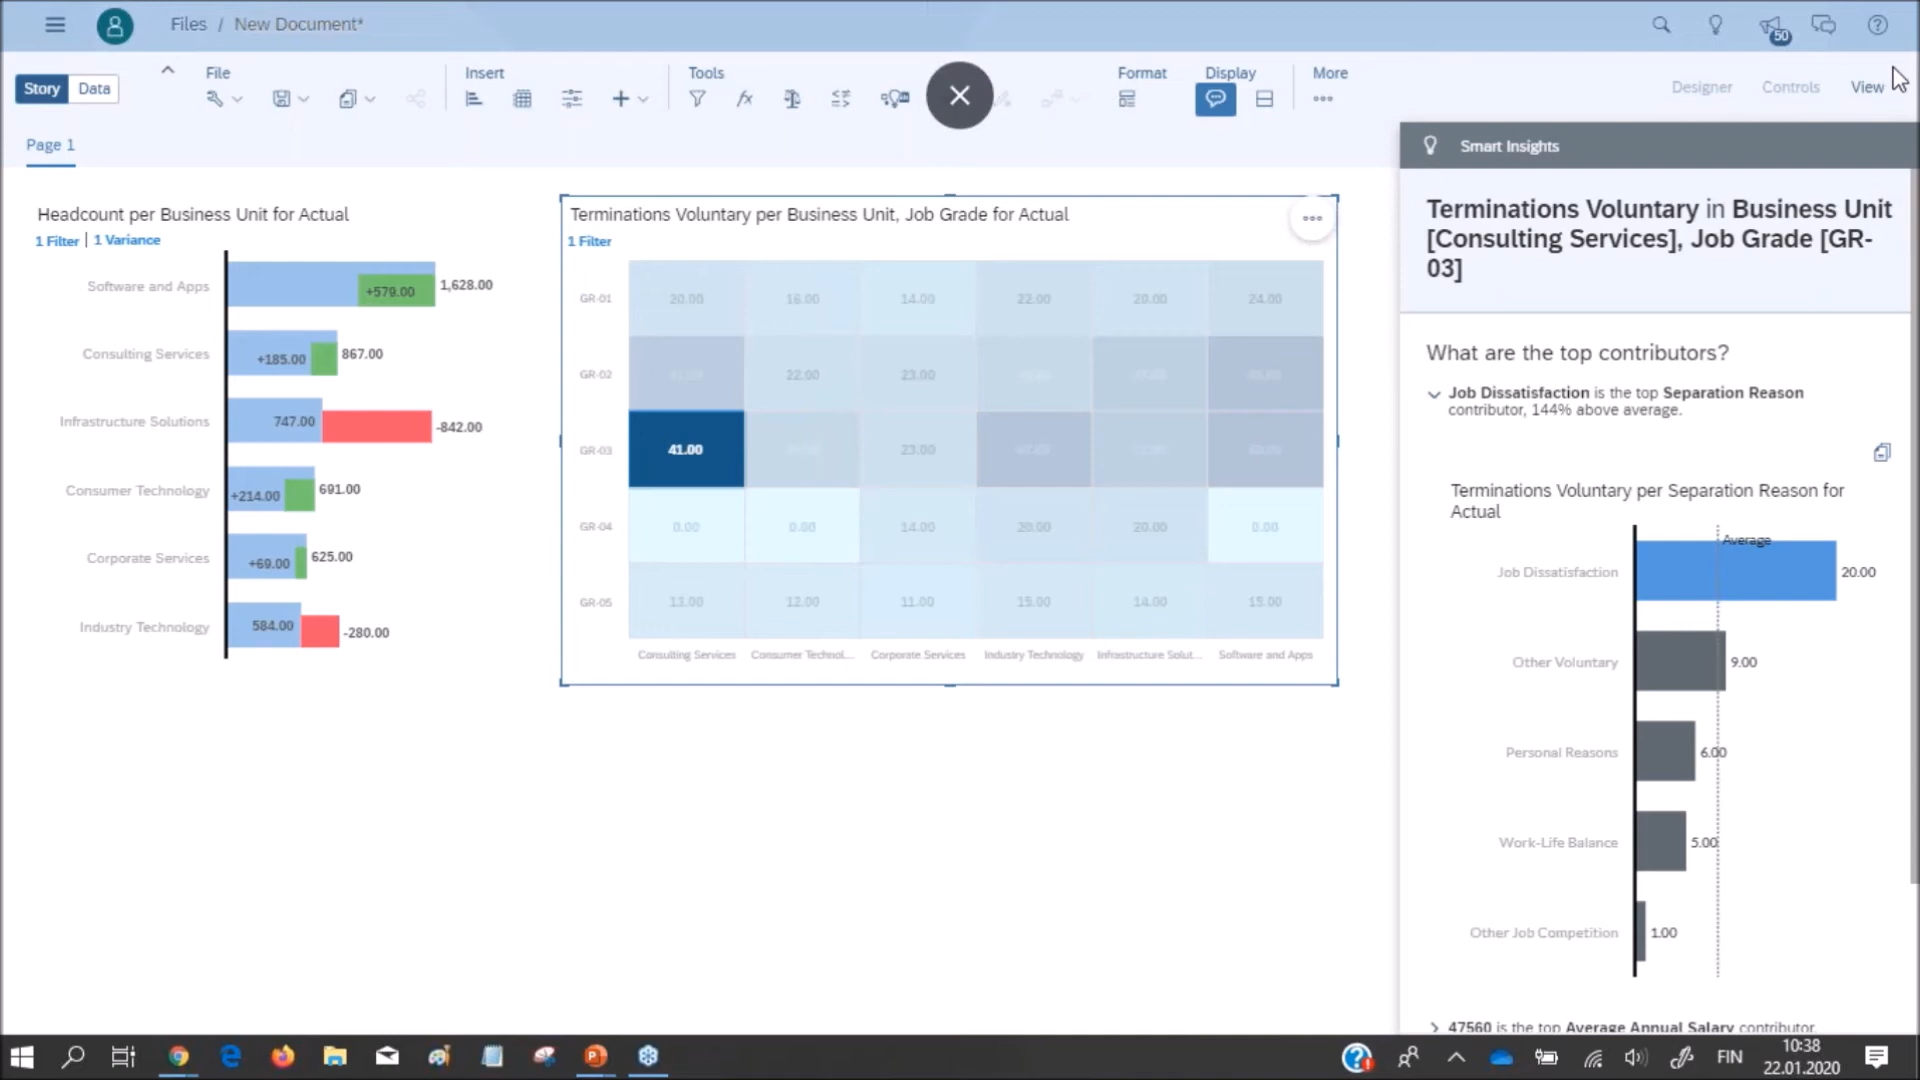 Files / New Document*
50
Story
Data
File
Insert
Tools
Format
Display
More
Designer
Controls
View
Page 1
Headcount per Business Unit for Actual
1 Filter | 1 Variance
Software and Apps
+579.00
1,628.00
Consulting Services
+185.00
867.00
Infrastructure Solutions
747.00
-842.00
Consumer Technology
+214.00
691.00
Corporate Services
+69.00
625.00
Industry Technology
584.00
-280.00
Terminations Voluntary per Business Unit, Job Grade for Actual
1 Filter
GR-01 20.00 16.00 14.00 22.00 20.00 24.00
GR-02 22.00 23.00
GR-03 41.00 23.00
GR-04 0.00 0.00 14.00 20.00 20.00 0.00
GR-05 13.00 12.00 11.00 15.00 14.00 15.00
Consulting Services Consumer Technol... Corporate Services Industry Technology Infrastructure Solut... Software and Apps
Smart Insights
Terminations Voluntary in Business Unit
[Consulting Services], Job Grade [GR-
03]
What are the top contributors?
Job Dissatisfaction is the top Separation Reason
contributor, 144% above average.
Terminations Voluntary per Separation Reason for
Actual
Average
Job Dissatisfaction 20.00
Other Voluntary 9.00
Personal Reasons 6.00
Work-Life Balance 5.00
Other Job Competition 1.00
47560 is the top Average Annual Salary contributor,
FIN
10:38
22.01.2020